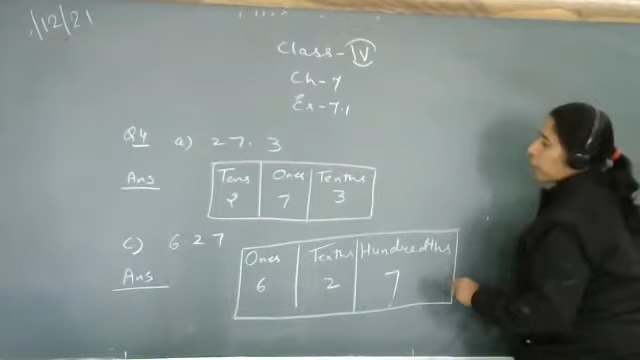 1/12/21
Class - IV
Ch - 7
Ex - 7.1
Q4 a) 27.3
Ans
Tens Ones Tenths
2 7 3
c) 6.27
Ans
Ones Tenths Hundredths
6 2 7